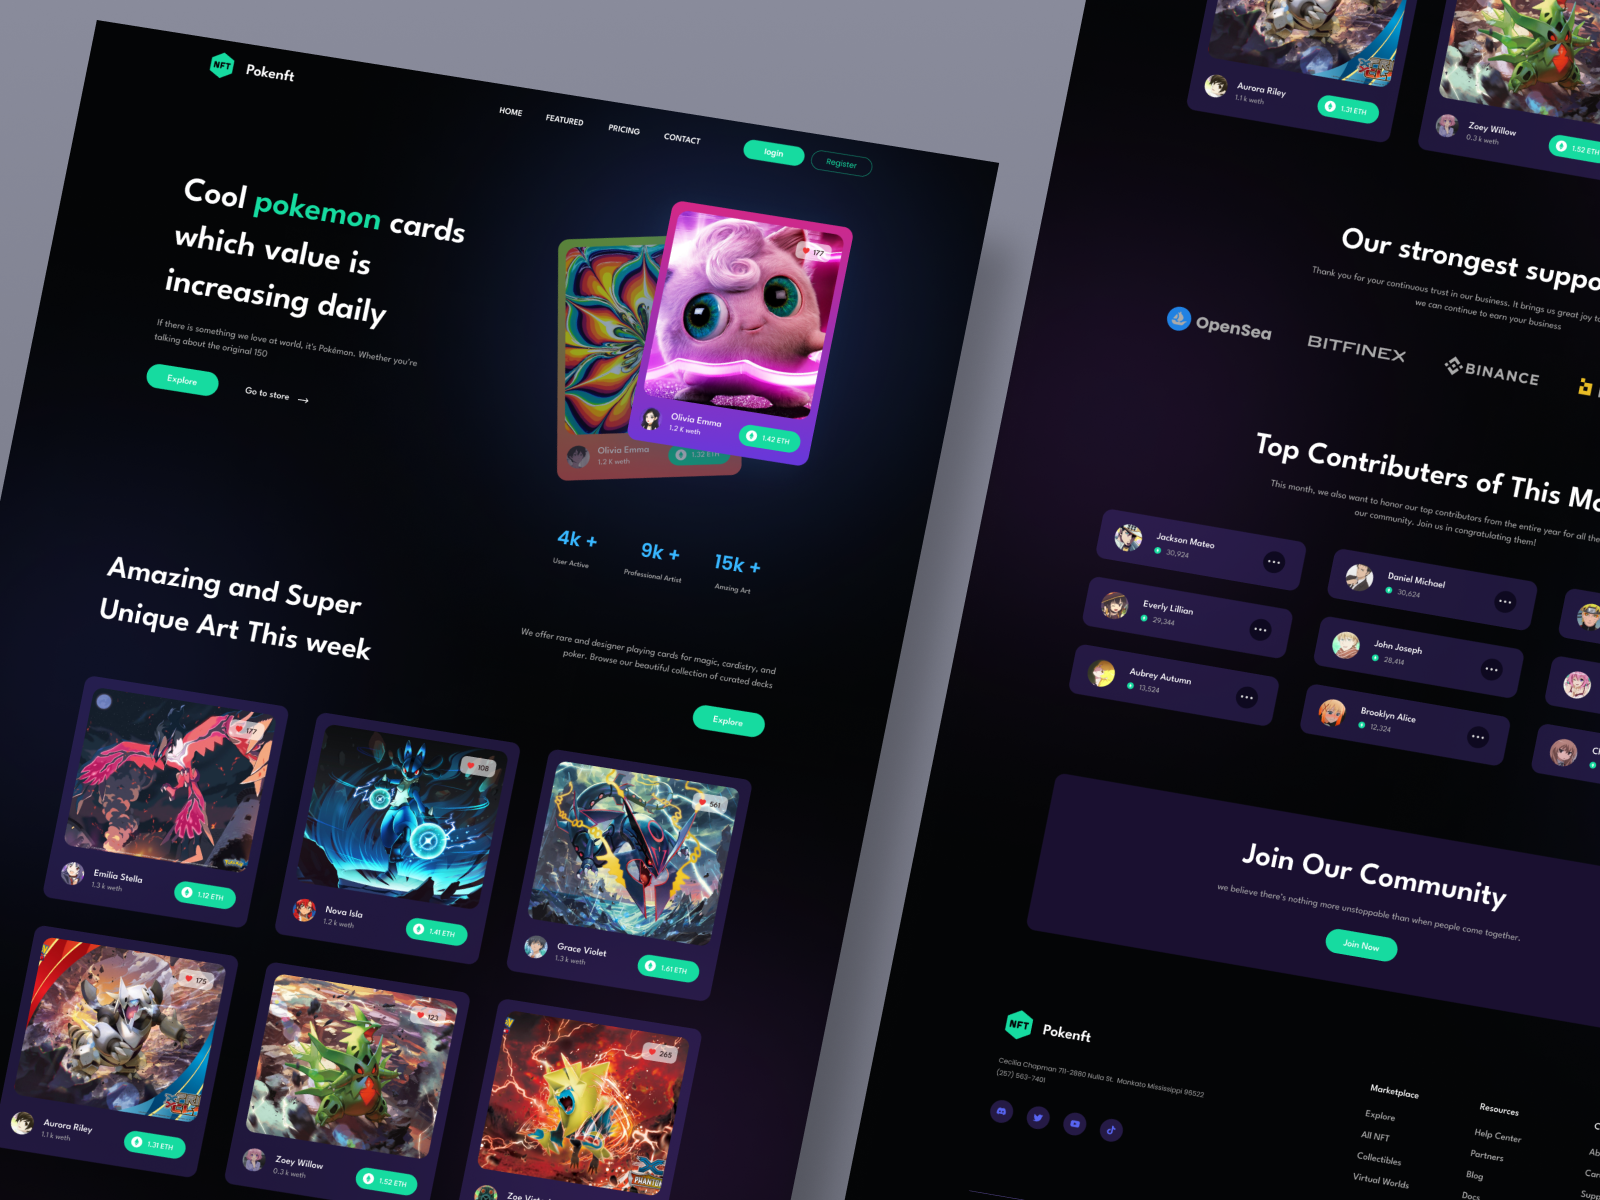 NFT
Pokenft
HOME
FEATURED
PRICING
CONTACT
login
Register
Cool pokemon cards
which value is
increasing daily
If there is something we love at world, it's Pokémon. Whether you're
talking about the original 150
Explore
Go to store
177
Olivia Emma
1.2 K weth
1.42 ETH
Olivia Emma
1.2 K weth
1.32 ETH
4k +
User Active
9k +
Professional Artist
15k +
Amzing Art
Amazing and Super
Unique Art This week
We offer rare and designer playing cards for magic, cardistry, and
poker. Browse our beautiful collection of curated decks
Explore
177
Emilia Stella
1.3 k weth
1.12 ETH
108
Nova Isla
1.2 k weth
1.41 ETH
561
Grace Violet
1.3 k weth
1.61 ETH
175
Aurora Riley
1.1 k weth
1.31 ETH
123
Zoey Willow
0.3 k weth
1.52 ETH
265
PHANTOM
Aurora Riley
1.1 k weth
1.31 ETH
Zoey Willow
0.3 k weth
1.52 ETH
Our strongest suppo
Thank you for your continuous trust in our business. It brings us great joy to
we can continue to earn your business
OpenSea
BITFINEX
BINANCE
Top Contributers of This Mo
This month, we also want to honor our top contributors from the entire year for all the
our community. Join us in congratulating them!
Jackson Mateo
30,924
Daniel Michael
30,624
Everly Lillian
29,344
John Joseph
28,414
Aubrey Autumn
13,524
Brooklyn Alice
12,324
Join Our Community
we believe there's nothing more unstoppable than when people come together.
Join Now
NFT
Pokenft
Cecilia Chapman 711-2880 Nulla St. Mankato Mississippi 96522
(257) 563-7401
Marketplace
Explore
All NFT
Collectibles
Virtual Worlds
Resources
Help Center
Partners
Blog
Docs